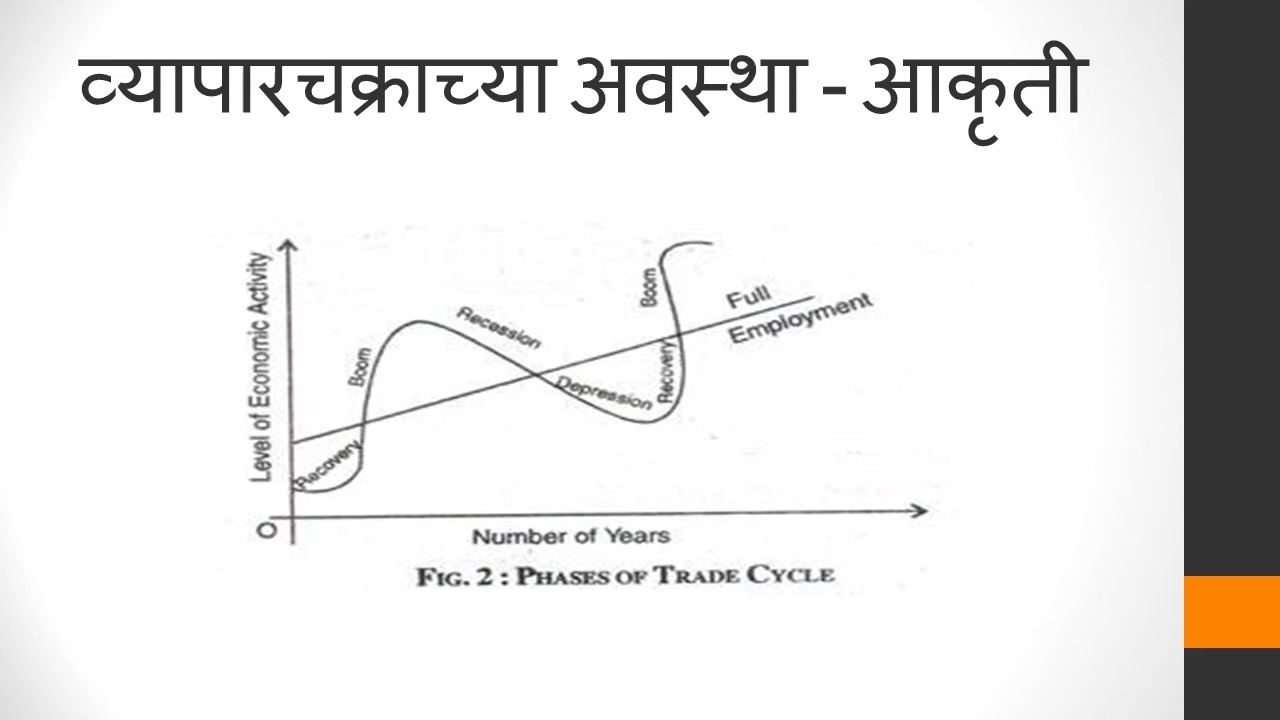 व्यापारचक्राच्या अवस्था - आकृती
Level of Economic Activity
Recovery
Boom
Recession
Depression
Recovery
Boom
Full
Employment
O
Number of Years
FIG. 2 : PHASES OF TRADE CYCLE